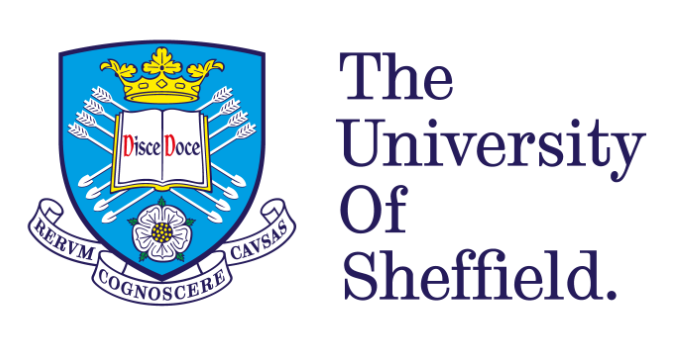 Disce Doce
RERVM COGNOSCERE CAVSAS
The
University
Of
Sheffield.